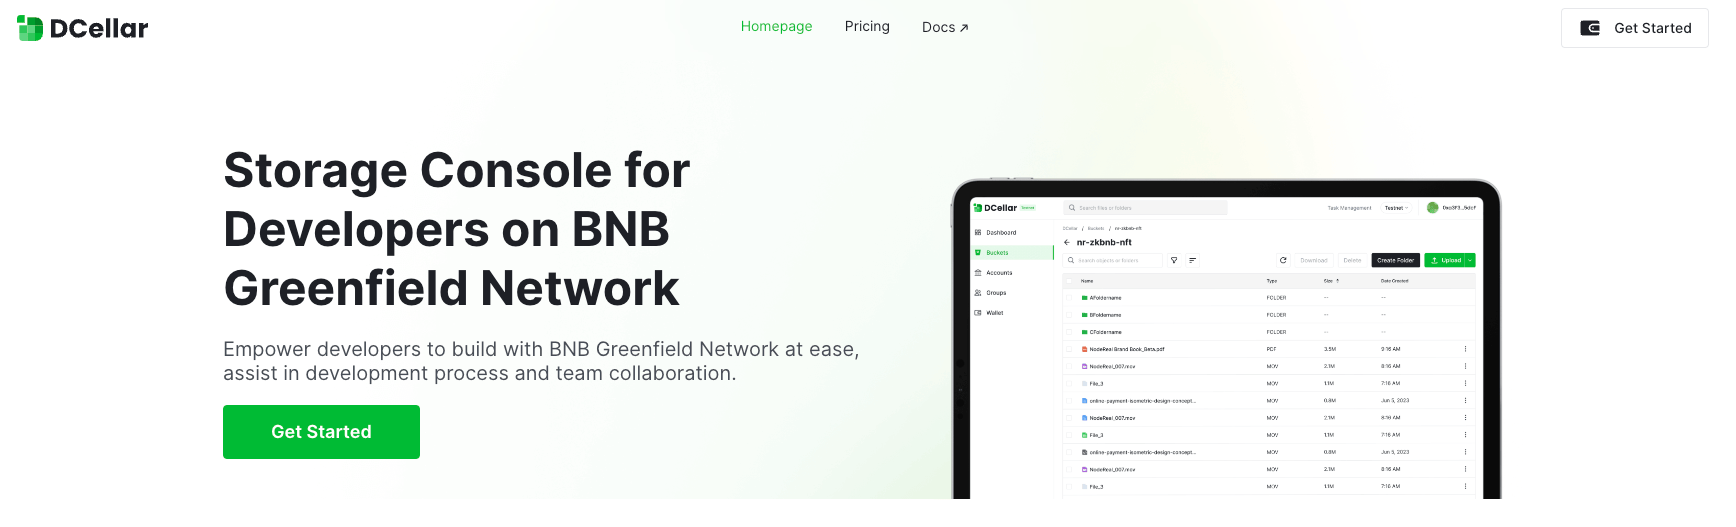 DCellar
Homepage
Pricing
Docs ↗
Get Started
Storage Console for
Developers on BNB
Greenfield Network
Empower developers to build with BNB Greenfield Network at ease,
assist in development process and team collaboration.
Get Started
DCellar Testnet
Search files or folders
Task Management
Testnet
0xc3F3...5dcF
Dashboard
Buckets
Accounts
Groups
Wallet
DCellar / Buckets / nr-zkbnb-nft
nr-zkbnb-nft
Search objects or folders
Download
Delete
Create Folder
Upload
Name Type Size Date Created
AFoldername FOLDER -- --
BFoldername FOLDER -- --
CFoldername FOLDER -- --
NodeReal Brand Book_Beta.pdf PDF 3.5M 9:16 AM
NodeReal_007.mov MOV 2.1M 8:16 AM
File_3 MOV 1.1M 7:16 AM
online-payment-isometric-design-concept... MOV 0.8M Jun 5, 2023
NodeReal_007.mov MOV 2.1M 8:16 AM
File_3 MOV 1.1M 7:16 AM
online-payment-isometric-design-concept... MOV 0.8M Jun 5, 2023
NodeReal_007.mov MOV 2.1M 8:16 AM
File_3 MOV 1.1M 7:16 AM